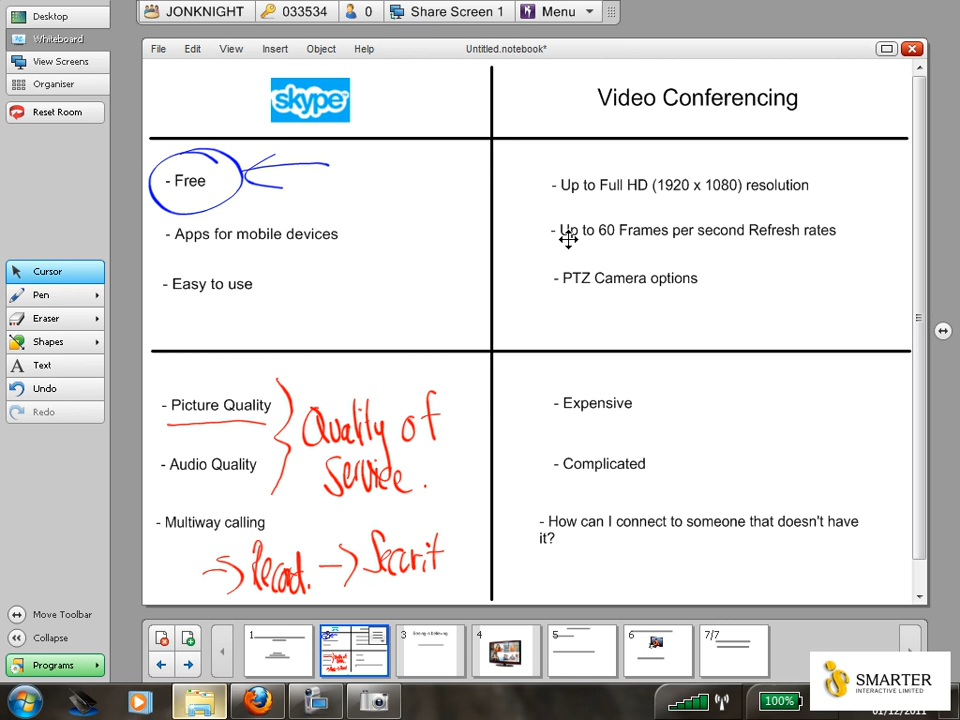 Desktop
JONKNIGHT
033534
0
Share Screen 1
Menu
Whiteboard
View Screens
Organiser
Reset Room
File Edit View Insert Object Help
Untitled.notebook*
skype
Video Conferencing
- Free
- Apps for mobile devices
- Easy to use
- Up to Full HD (1920 x 1080) resolution
- Up to 60 Frames per second Refresh rates
- PTZ Camera options
- Picture Quality
- Audio Quality
Quality of
service.
- Multiway calling
- Expensive
- Complicated
- How can I connect to someone that doesn't have
it?
Cursor
Pen
Eraser
Shapes
Text
Undo
Redo
Move Toolbar
Collapse
Programs
1
3
4
5
6
7/7
100%
SMARTER
INTERACTIVE LIMITED
01/12/2011